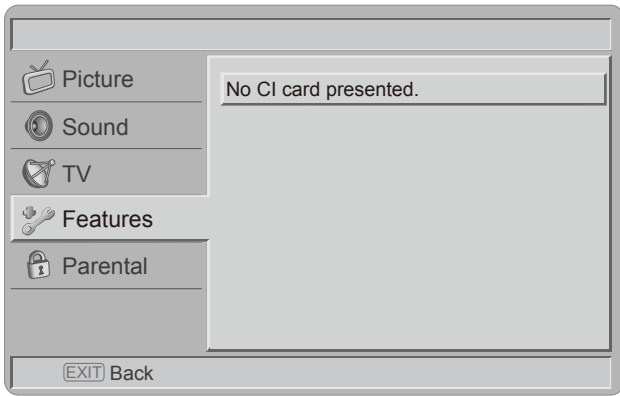 Picture
No CI card presented.
Sound
TV
Features
Parental
EXIT Back